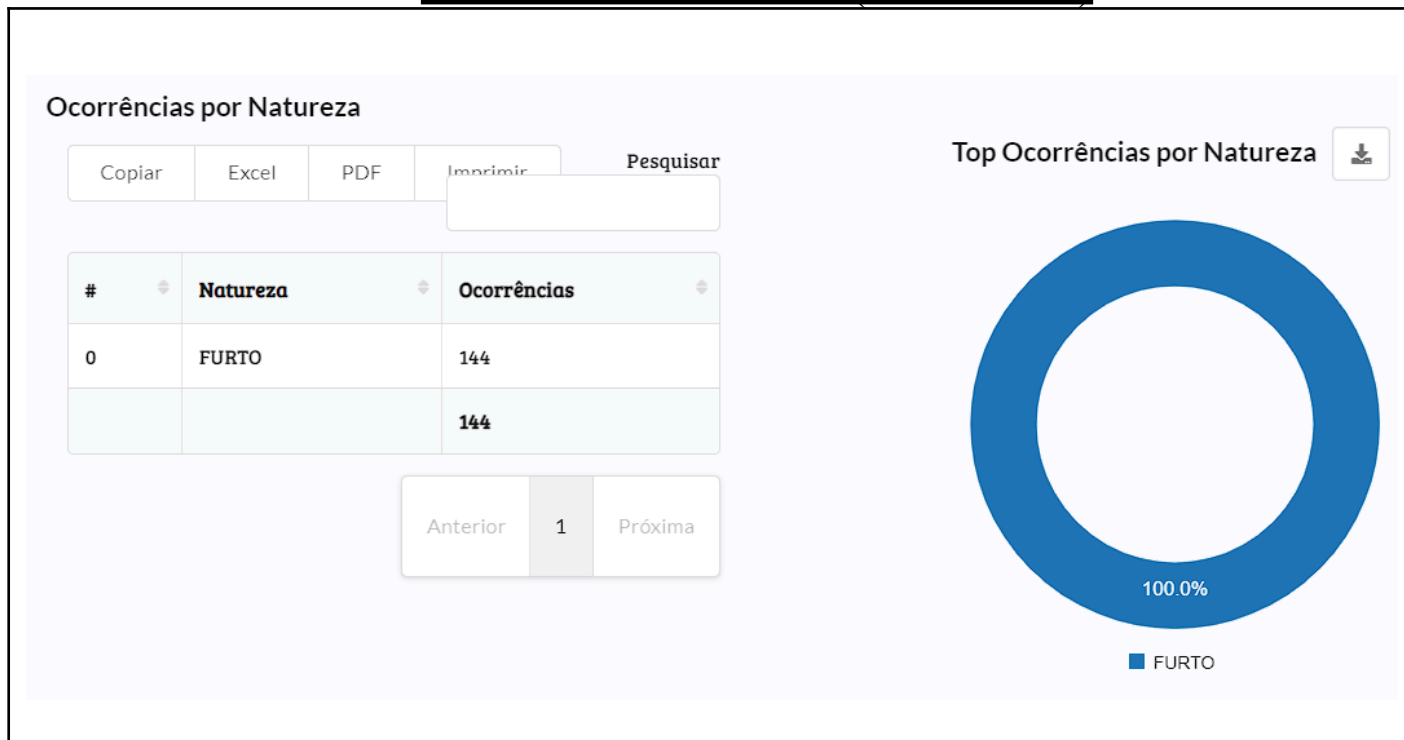 Ocorrências por Natureza
Copiar Excel PDF Imprimir
Pesquisar
# Natureza Ocorrências
0 FURTO 144
144
Anterior 1 Próxima
Top Ocorrências por Natureza
100.0%
FURTO